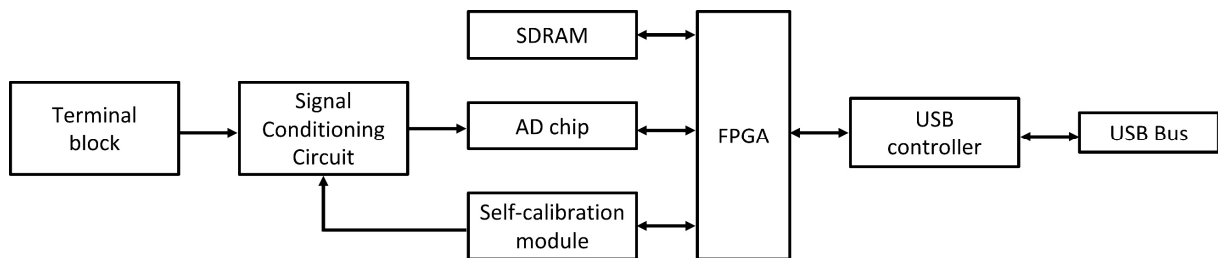 Terminal
block
Signal
Conditioning
Circuit
SDRAM
AD chip
Self-calibration
module
FPGA
USB
controller
USB Bus